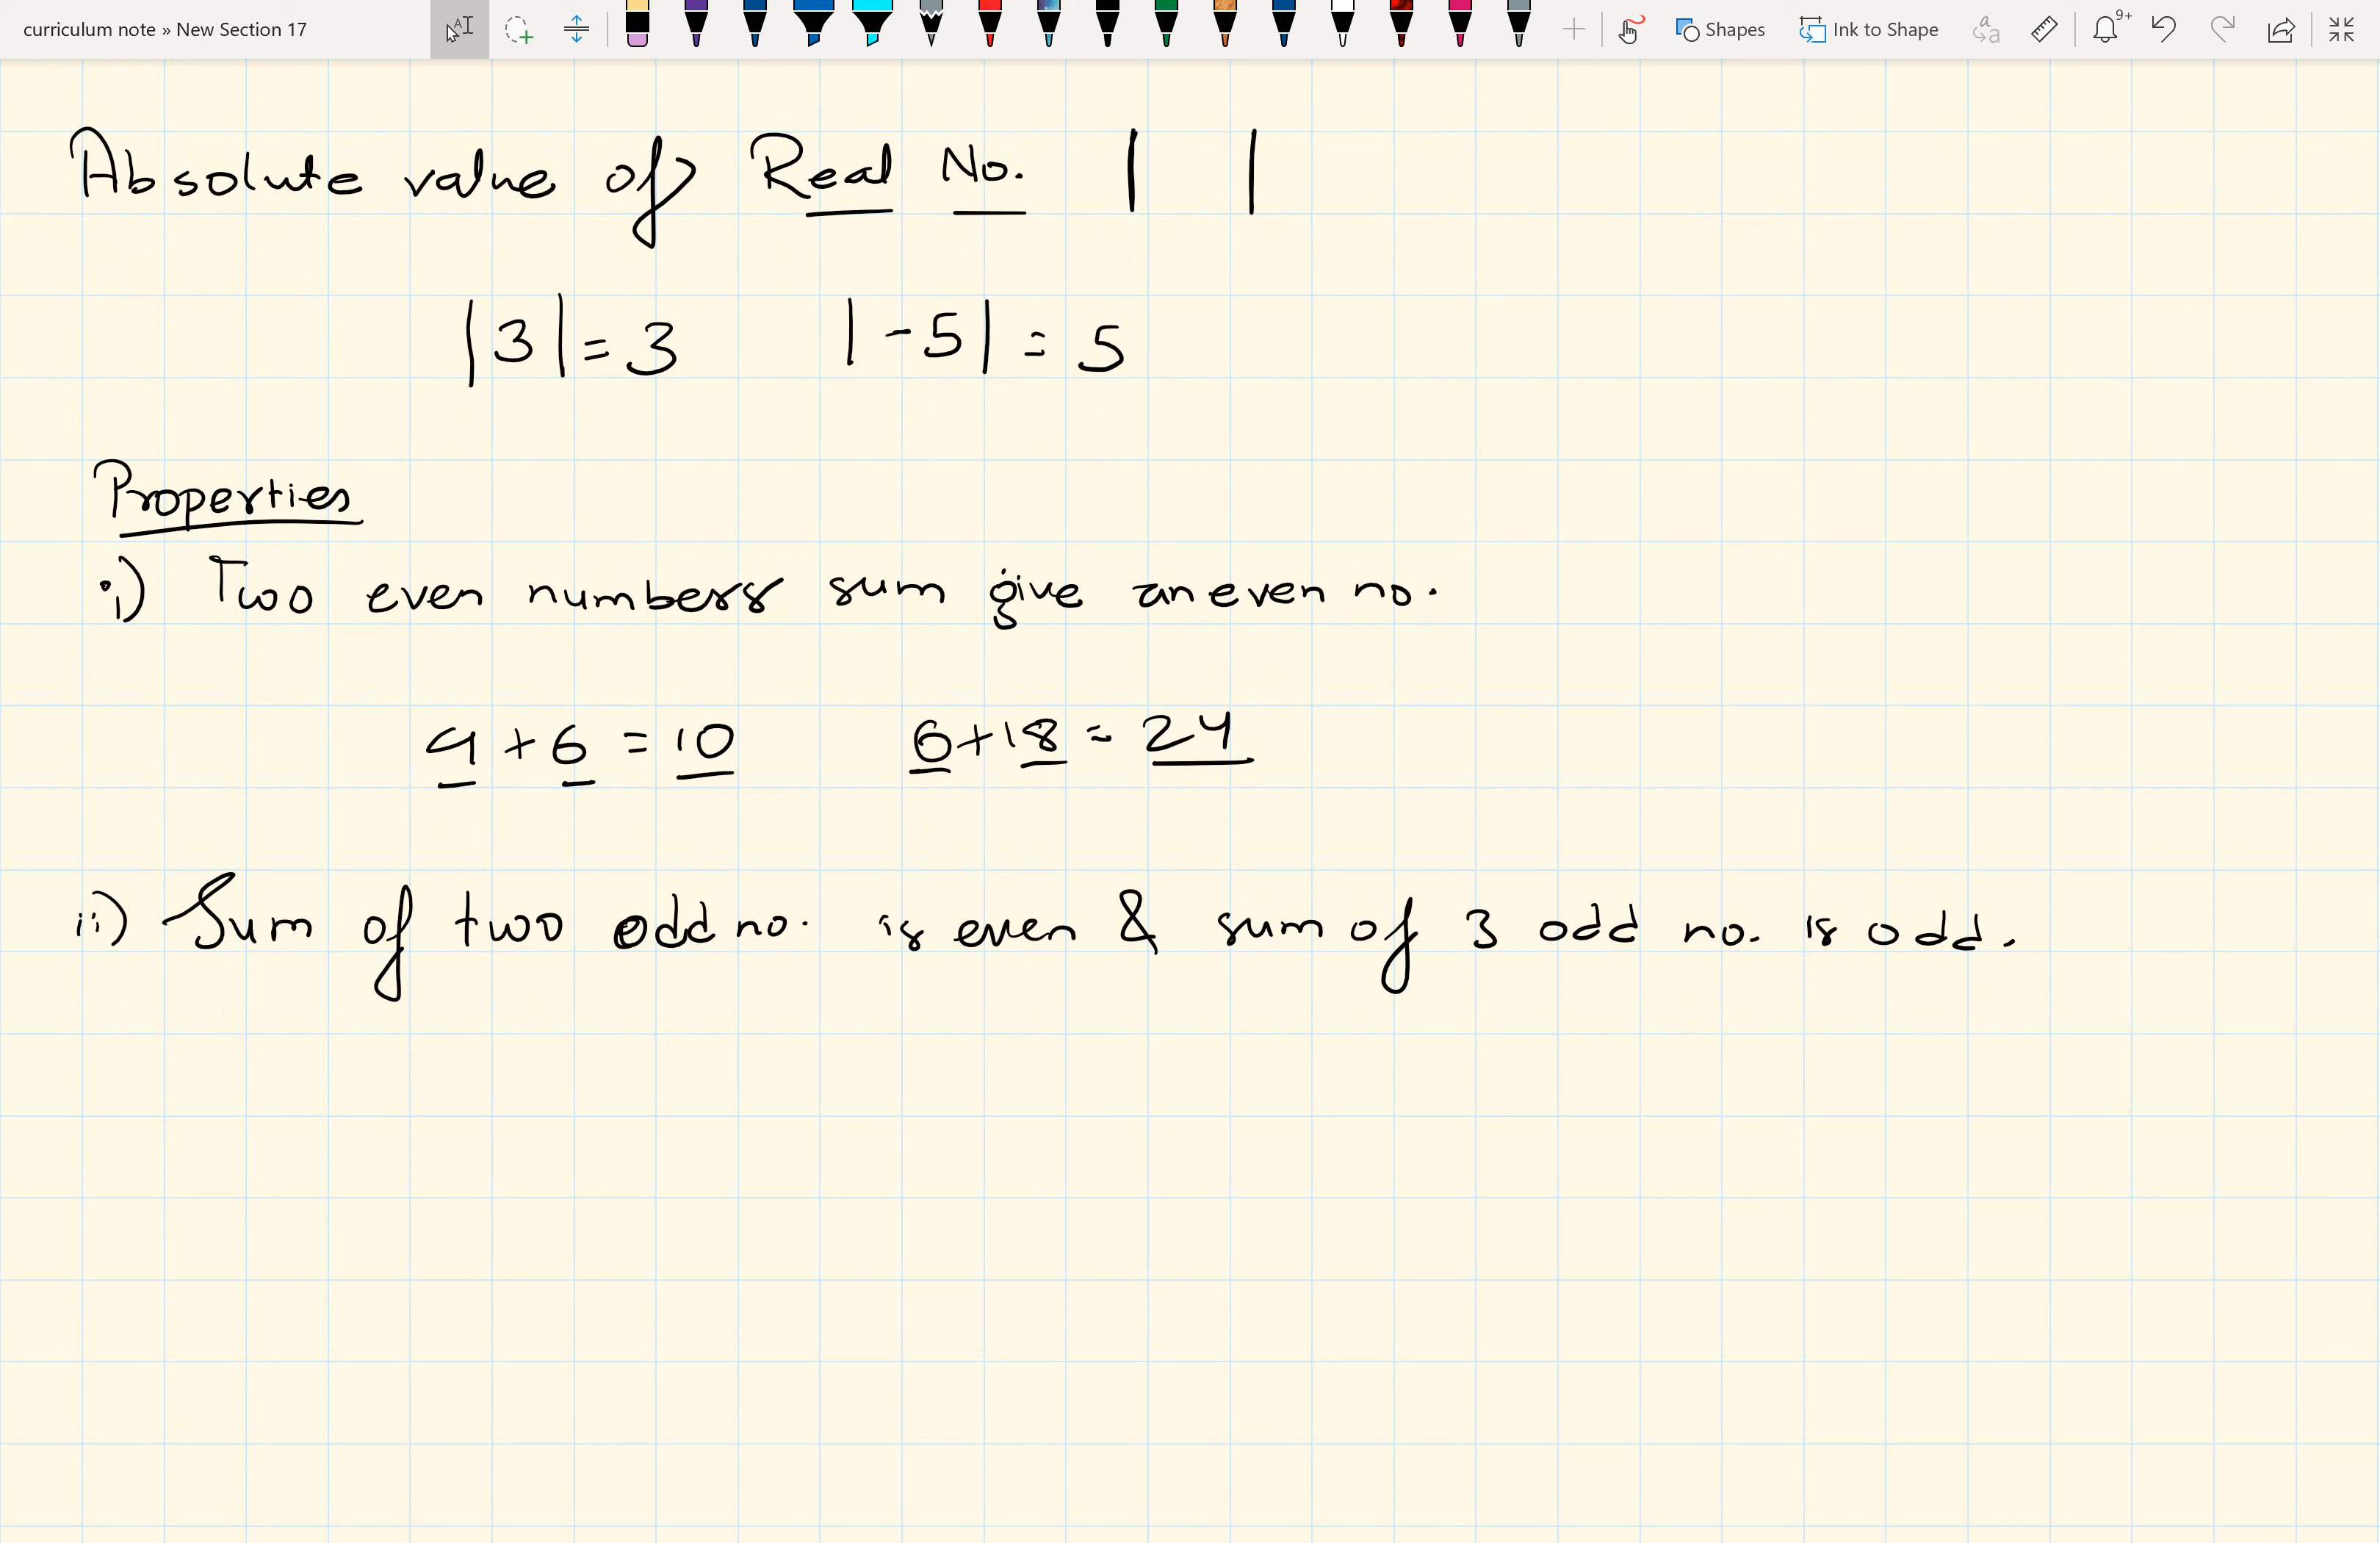 curriculum note » New Section 17
Shapes
Ink to Shape
9+
Absolute value of Real No. | |
|3| = 3 |-5| = 5
Properties
i) Two even numbers sum give an even no.
4 + 6 = 10 6 + 18 = 24
ii) Sum of two odd no. is even & sum of 3 odd no. is odd.